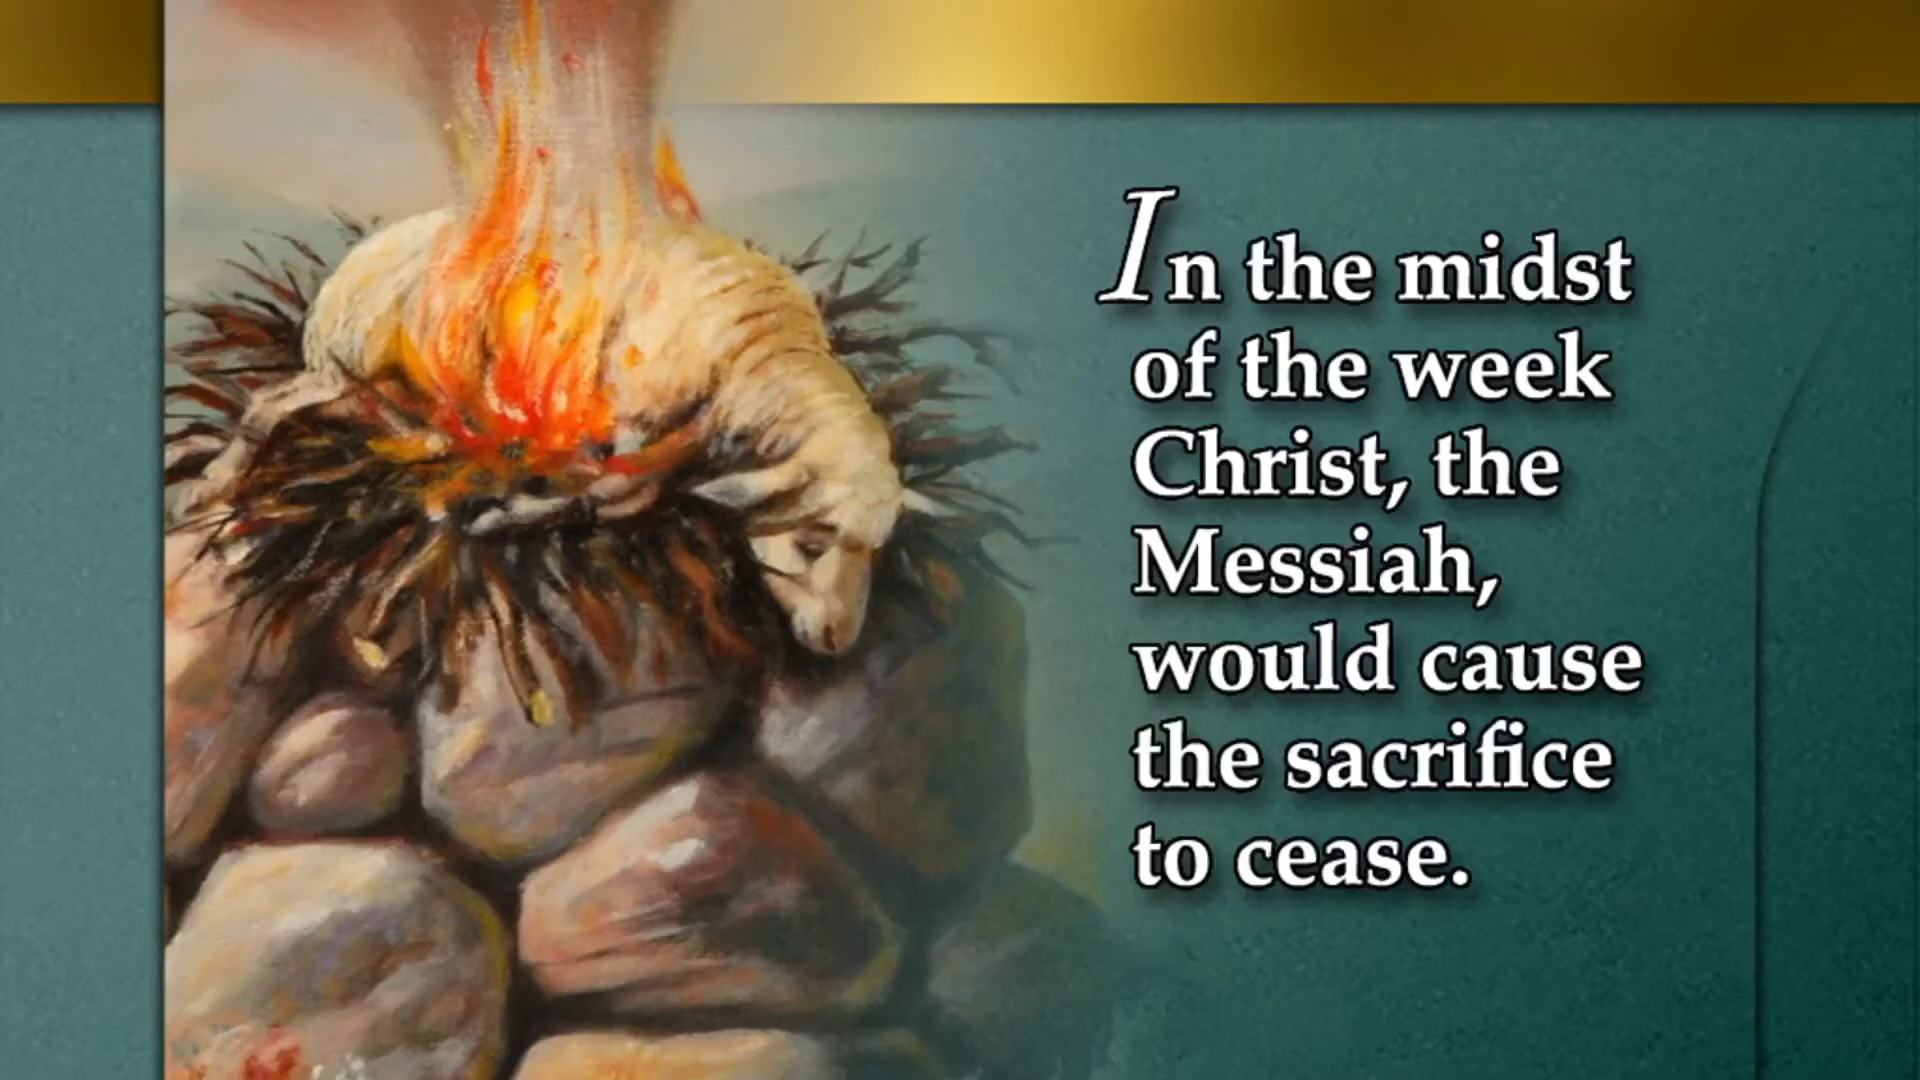 In the midst
of the week
Christ, the
Messiah,
would cause
the sacrifice
to cease.